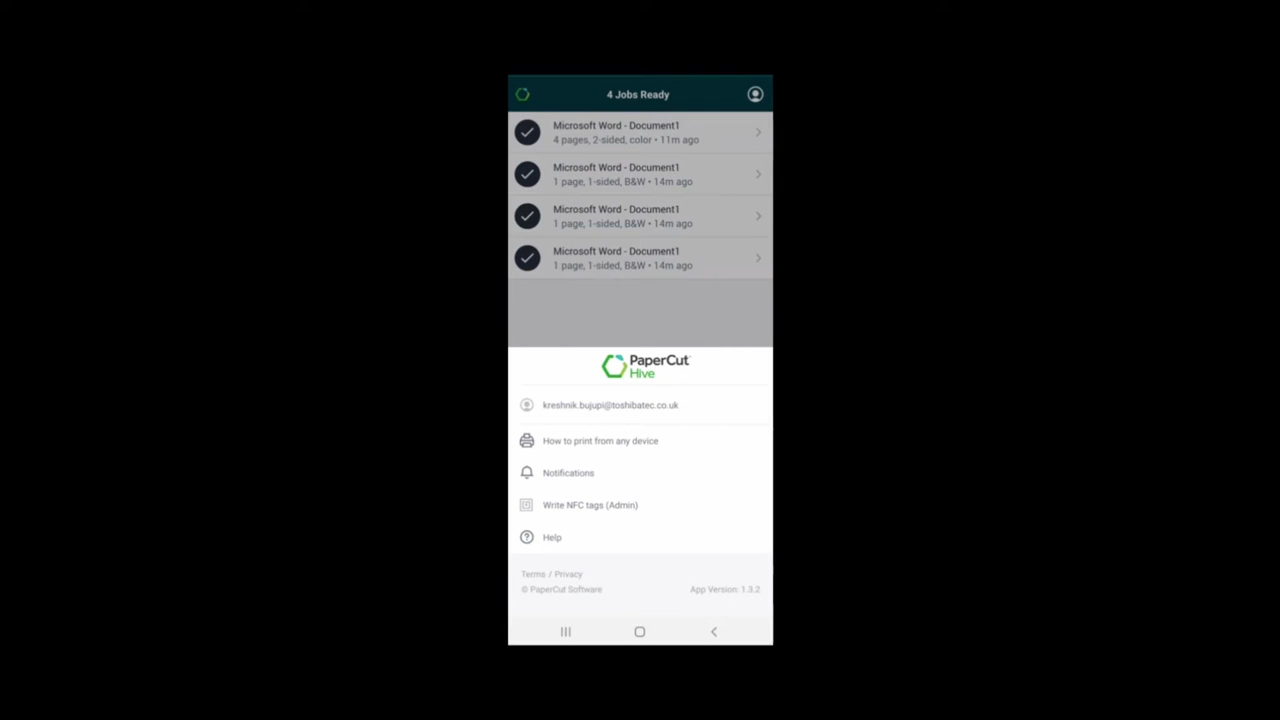 4 Jobs Ready
Microsoft Word - Document1
4 pages, 2-sided, color • 11m ago
Microsoft Word - Document1
1 page, 1-sided, B&W • 14m ago
Microsoft Word - Document1
1 page, 1-sided, B&W • 14m ago
Microsoft Word - Document1
1 page, 1-sided, B&W • 14m ago
PaperCut
Hive
kreshnik.bujupi@toshibatec.co.uk
How to print from any device
Notifications
Write NFC tags (Admin)
Help
Terms / Privacy
© PaperCut Software App Version: 1.3.2